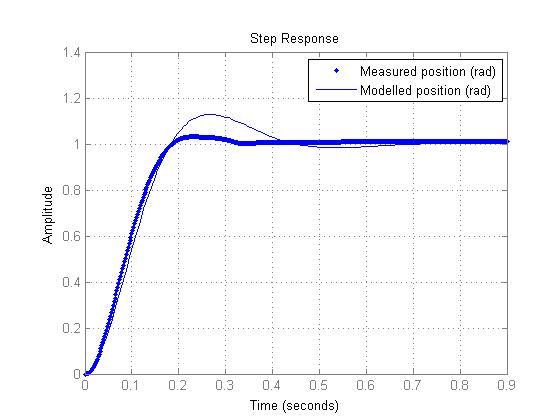 Step Response
Measured position (rad)
Modelled position (rad)
Amplitude
1.4
1.2
1
0.8
0.6
0.4
0.2
0
0 0.1 0.2 0.3 0.4 0.5 0.6 0.7 0.8 0.9
Time (seconds)